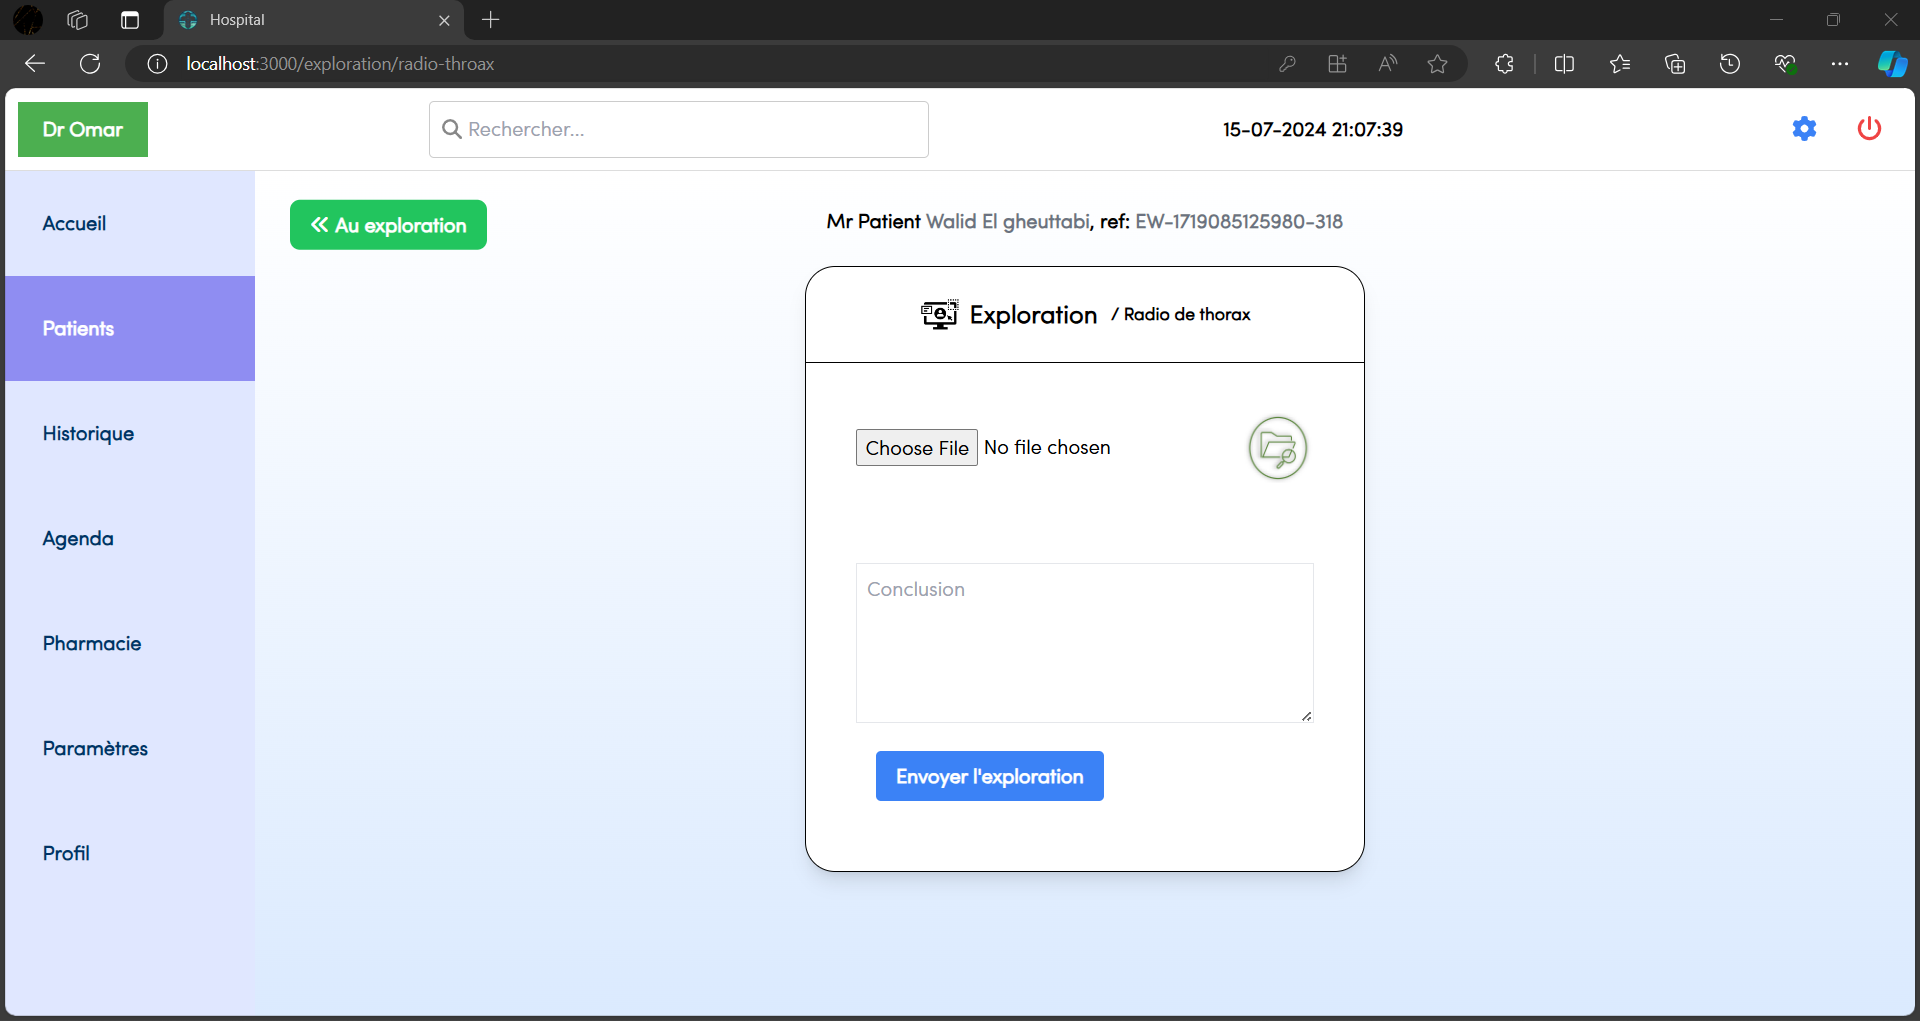 Hospital
localhost:3000/exploration/radio-throax
Dr Omar
Rechercher...
15-07-2024 21:07:39
Accueil
Patients
Historique
Agenda
Pharmacie
Paramètres
Profil
Au exploration
Mr Patient Walid El gheuttabi, ref: EW-1719085125980-318
Exploration / Radio de thorax
Choose File No file chosen
Conclusion
Envoyer l'exploration